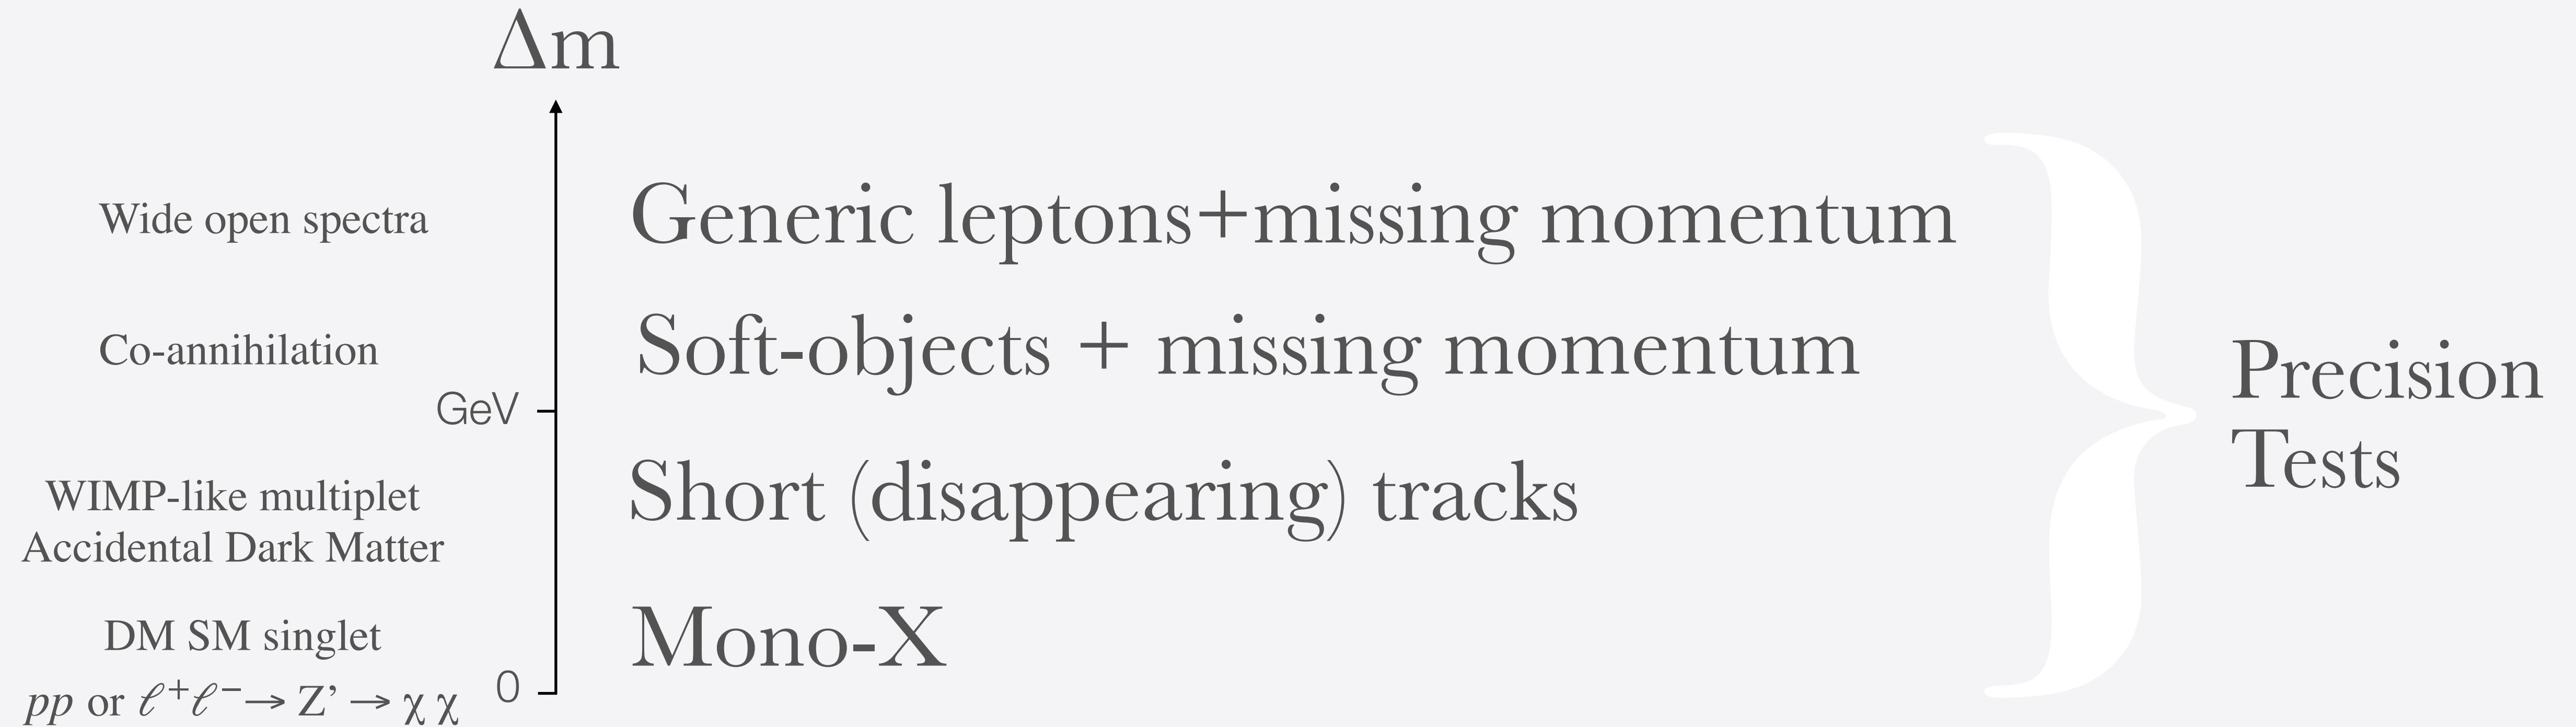 Δm
Wide open spectra
Generic leptons+missing momentum
Co-annihilation
Soft-objects + missing momentum
GeV
Precision
Tests
WIMP-like multiplet
Accidental Dark Matter
Short (disappearing) tracks
DM SM singlet
Mono-X
pp or ℓ⁺ℓ⁻→ Z’ → χ χ
0